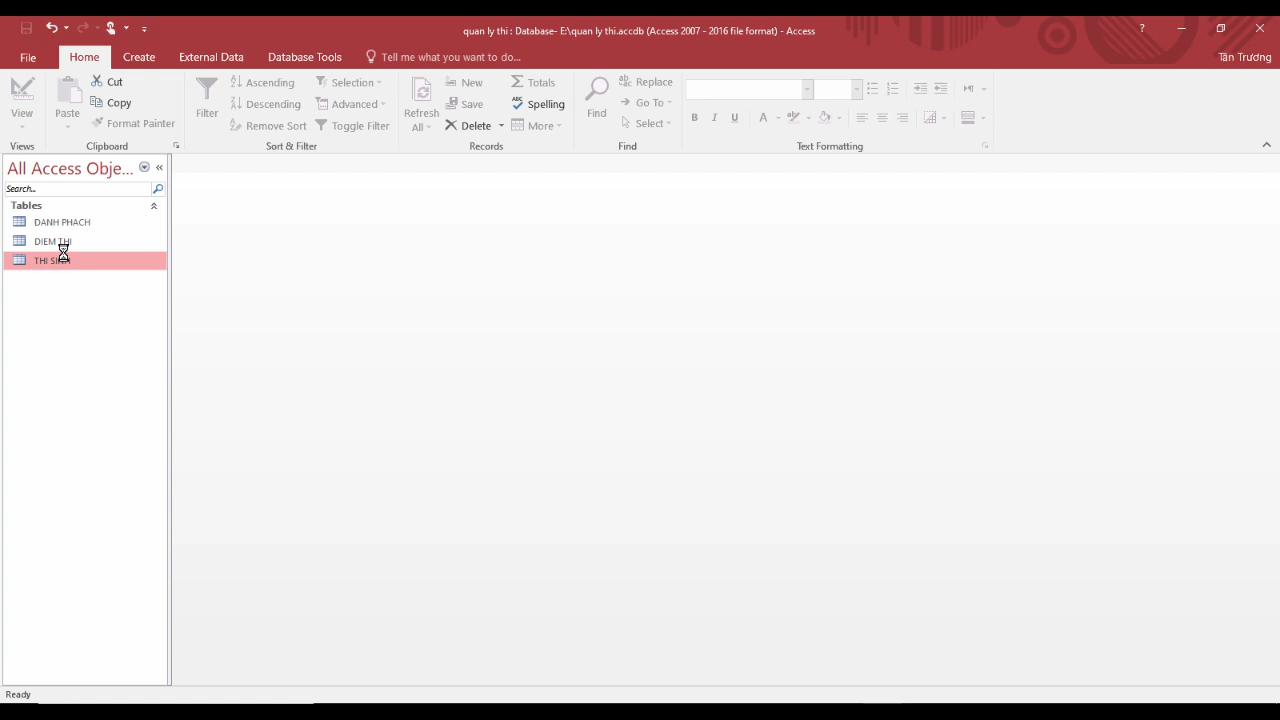 quan ly thi : Database- E:\quan ly thi.accdb (Access 2007 - 2016 file format) - Access
?
File Home Create External Data Database Tools Tell me what you want to do... Tân Trương
View Paste Cut Copy Format Painter
Filter Ascending Descending Remove Sort Selection Advanced Toggle Filter
Refresh All New Save Delete Totals Spelling More
Find Replace Go To Select
B I U A
Views Clipboard Sort & Filter Records Find Text Formatting
All Access Obje...
Search...
Tables
DANH PHACH
DIEM THI
THI SINH
Ready